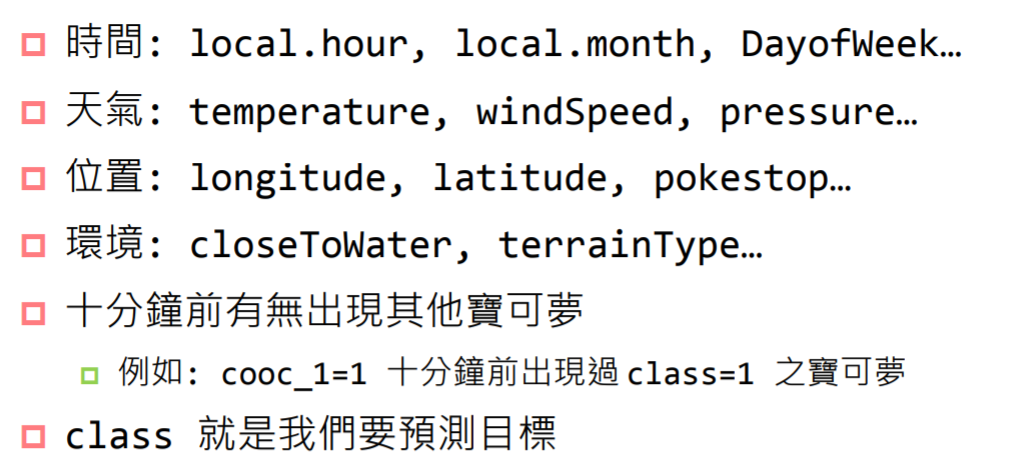 時間: local.hour, local.month, DayofWeek…
天氣: temperature, windSpeed, pressure…
位置: longitude, latitude, pokestop…
環境: closeToWater, terrainType…
十分鐘前有無出現其他寶可夢
例如: cooc_1=1 十分鐘前出現過 class=1 之寶可夢
class 就是我們要預測目標